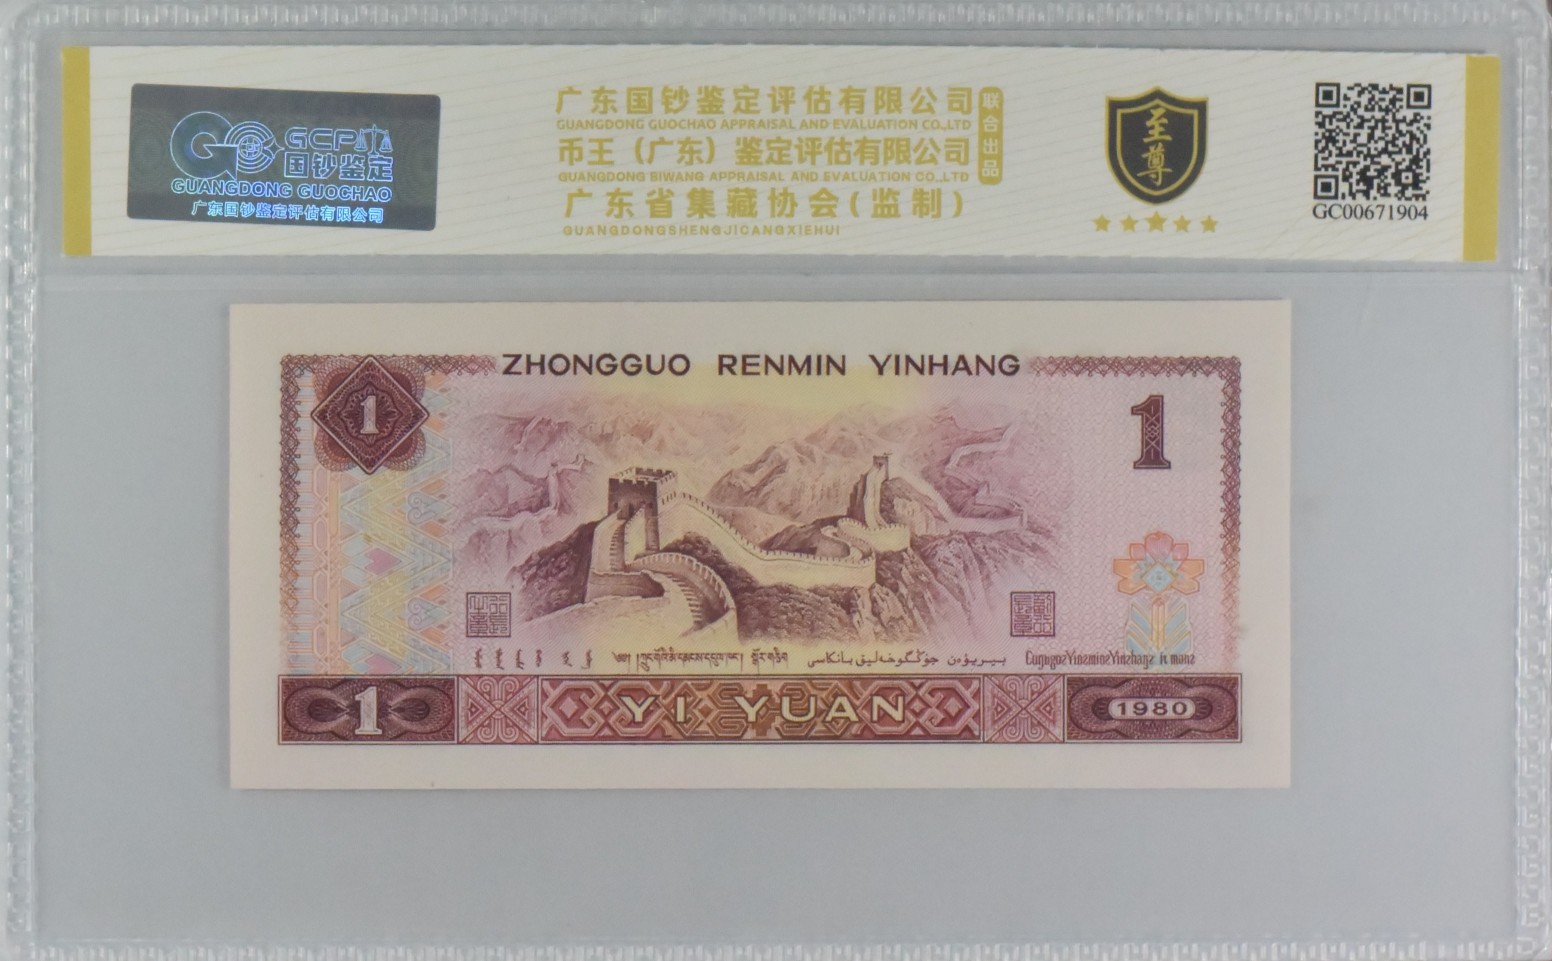 GCP
国钞鉴定
GUANGDONG GUOCHAO
广东国钞鉴定评估有限公司
广东国钞鉴定评估有限公司
GUANGDONG GUOCHAO APPRAISAL AND EVALUATION CO.,LTD
币王（广东）鉴定评估有限公司
GUANGDONG BIWANG APPRAISAL AND EVALUATION CO.,LTD
联合出品
广东省集藏协会(监制)
GUANGDONGSHENGJICANGXIEHUI
至尊
GC00671904
ZHONGGUO RENMIN YINHANG
1
1
1
YI YUAN
1980